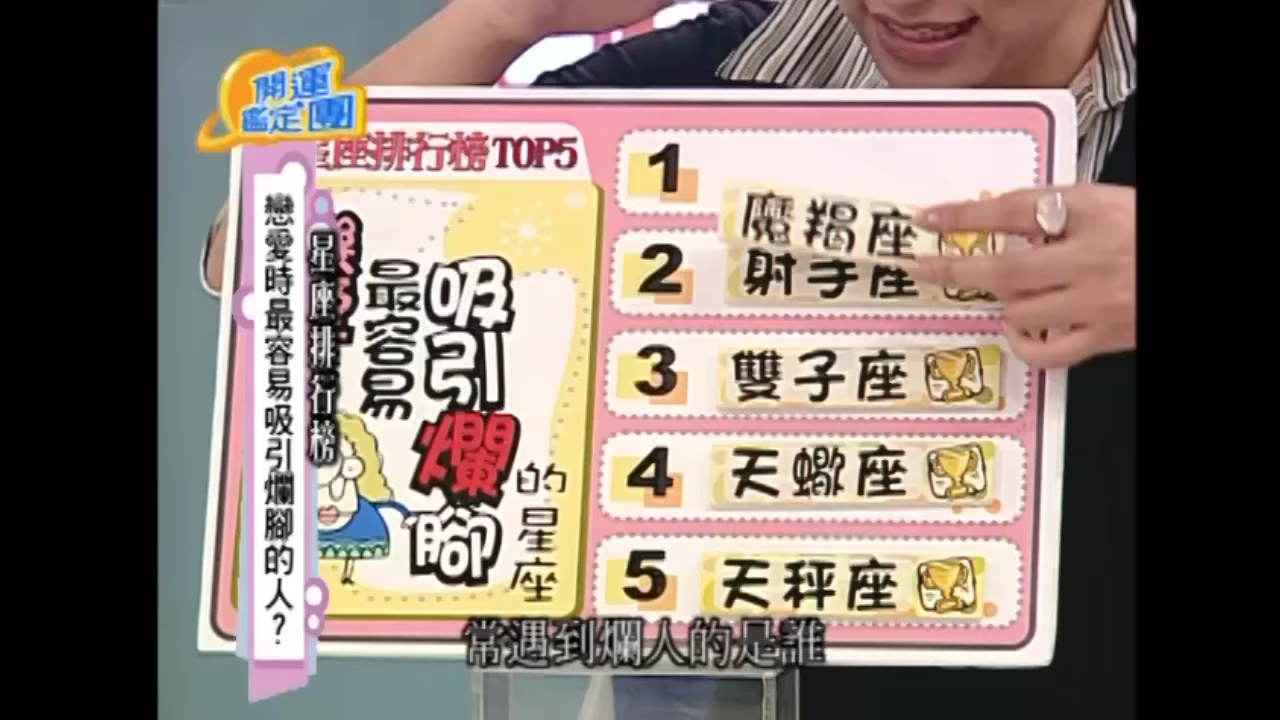 開運
鑑定團
星座排行榜
戀愛時最容易吸引爛腳的人?
座排行榜TOP5
最容易
吸引
爛
腳
的星座
1
魔羯座
2
射手座
3
雙子座
4
天蠍座
5
天秤座
常遇到爛人的是誰